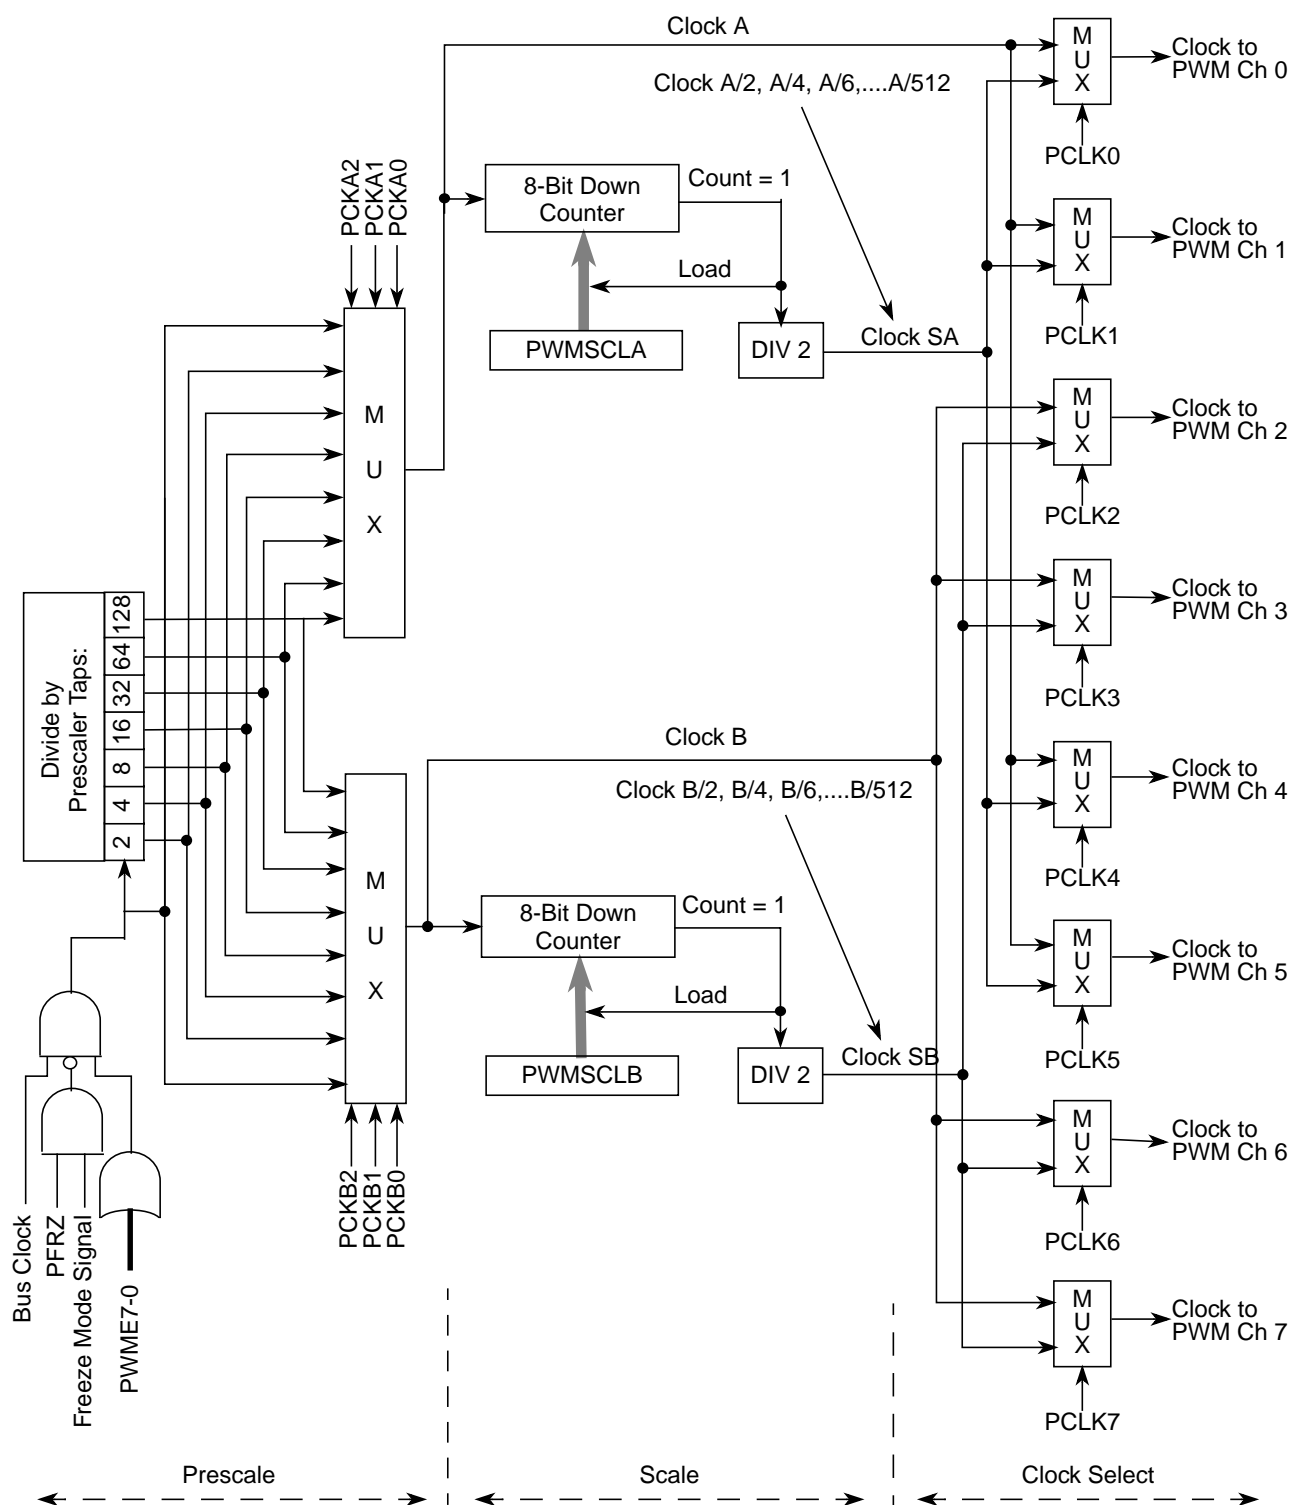 Clock A
Clock A/2, A/4, A/6,....A/512
PCKA2
PCKA1
PCKA0
8-Bit Down
Counter
Count = 1
Load
PWMSCLA
DIV 2
Clock SA
M
U
X
Divide by
Prescaler Taps:
128
64
32
16
8
4
2
Clock B
Clock B/2, B/4, B/6,....B/512
M
U
X
8-Bit Down
Counter
Count = 1
Load
PWMSCLB
DIV 2
Clock SB
PCKB2
PCKB1
PCKB0
Bus Clock
PFRZ
Freeze Mode Signal
PWME7-0
M
U
X
Clock to
PWM Ch 0
PCLK0
M
U
X
Clock to
PWM Ch 1
PCLK1
M
U
X
Clock to
PWM Ch 2
PCLK2
M
U
X
Clock to
PWM Ch 3
PCLK3
M
U
X
Clock to
PWM Ch 4
PCLK4
M
U
X
Clock to
PWM Ch 5
PCLK5
M
U
X
Clock to
PWM Ch 6
PCLK6
M
U
X
Clock to
PWM Ch 7
PCLK7
Prescale
Scale
Clock Select